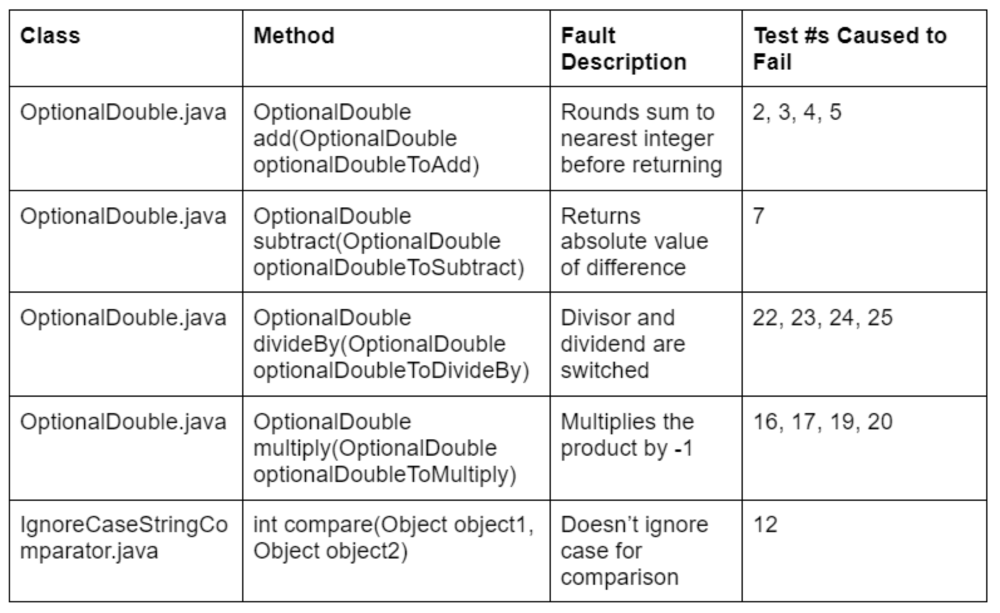 Class
Method
Fault
Description
Test #s Caused to
Fail
OptionalDouble.java
OptionalDouble
add(OptionalDouble
optionalDoubleToAdd)
Rounds sum to
nearest integer
before returning
2, 3, 4, 5
OptionalDouble.java
OptionalDouble
subtract(OptionalDouble
optionalDoubleToSubtract)
Returns
absolute value
of difference
7
OptionalDouble.java
OptionalDouble
divideBy(OptionalDouble
optionalDoubleToDivideBy)
Divisor and
dividend are
switched
22, 23, 24, 25
OptionalDouble.java
OptionalDouble
multiply(OptionalDouble
optionalDoubleToMultiply)
Multiplies the
product by -1
16, 17, 19, 20
IgnoreCaseStringCo
mparator.java
int compare(Object object1,
Object object2)
Doesn’t ignore
case for
comparison
12